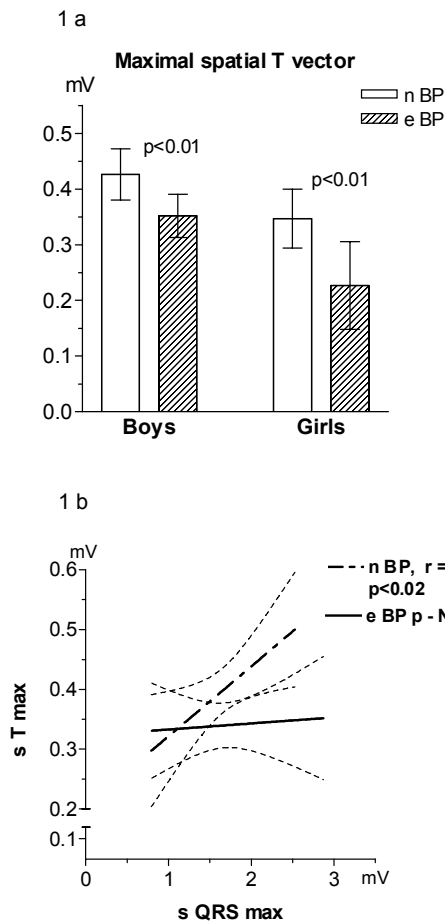 1 a
Maximal spatial T vector
mV
n BP
e BP
0.5
0.4
0.3
0.2
0.1
0.0
p<0.01
p<0.01
Boys
Girls
1 b
mV
n BP, r =
p<0.02
e BP p -
0.6
0.5
0.4
0.3
0.2
0.1
s T max
0
1
2
3
mV
s QRS max